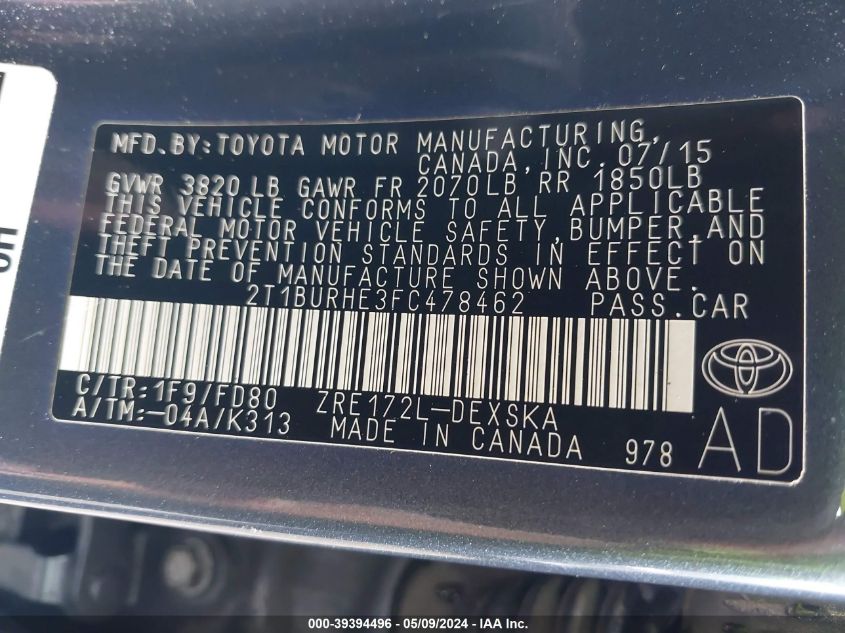 MFD. BY: TOYOTA MOTOR MANUFACTURING,
CANADA, INC. 07/15
GVWR 3820 LB GAWR FR 2070LB RR 1850LB
THIS VEHICLE CONFORMS TO ALL APPLICABLE
FEDERAL MOTOR VEHICLE SAFETY, BUMPER, AND
THEFT PREVENTION STANDARDS IN EFFECT ON
THE DATE OF MANUFACTURE SHOWN ABOVE.
2T1BURHE3FC478462 PASS.CAR
C/TR:1F9/FD80 ZRE172L-DEXSKA
A/TM:-04A/K313 MADE IN CANADA 978
AD
000-39394496 - 05/09/2024 - IAA Inc.